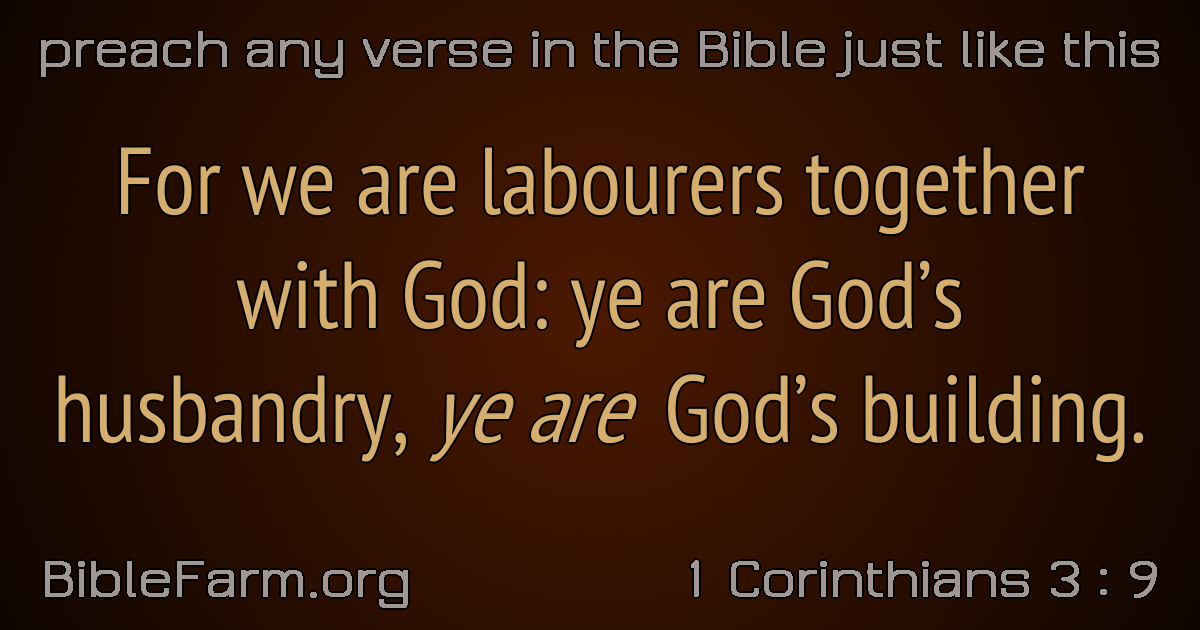 preach any verse in the Bible just like this
For we are labourers together
with God: ye are God’s
husbandry, ye are God’s building.
BibleFarm.org
1 Corinthians 3 : 9